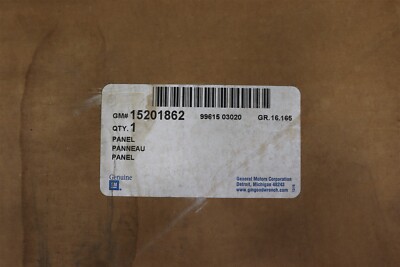 GM# 15201862 99615 03020 GR.16.165
QTY. 1
PANEL
PANNEAU
PANEL
Genuine
GM
General Motors Corporation
Detroit, Michigan 48202
www.gmgoodwrench.com